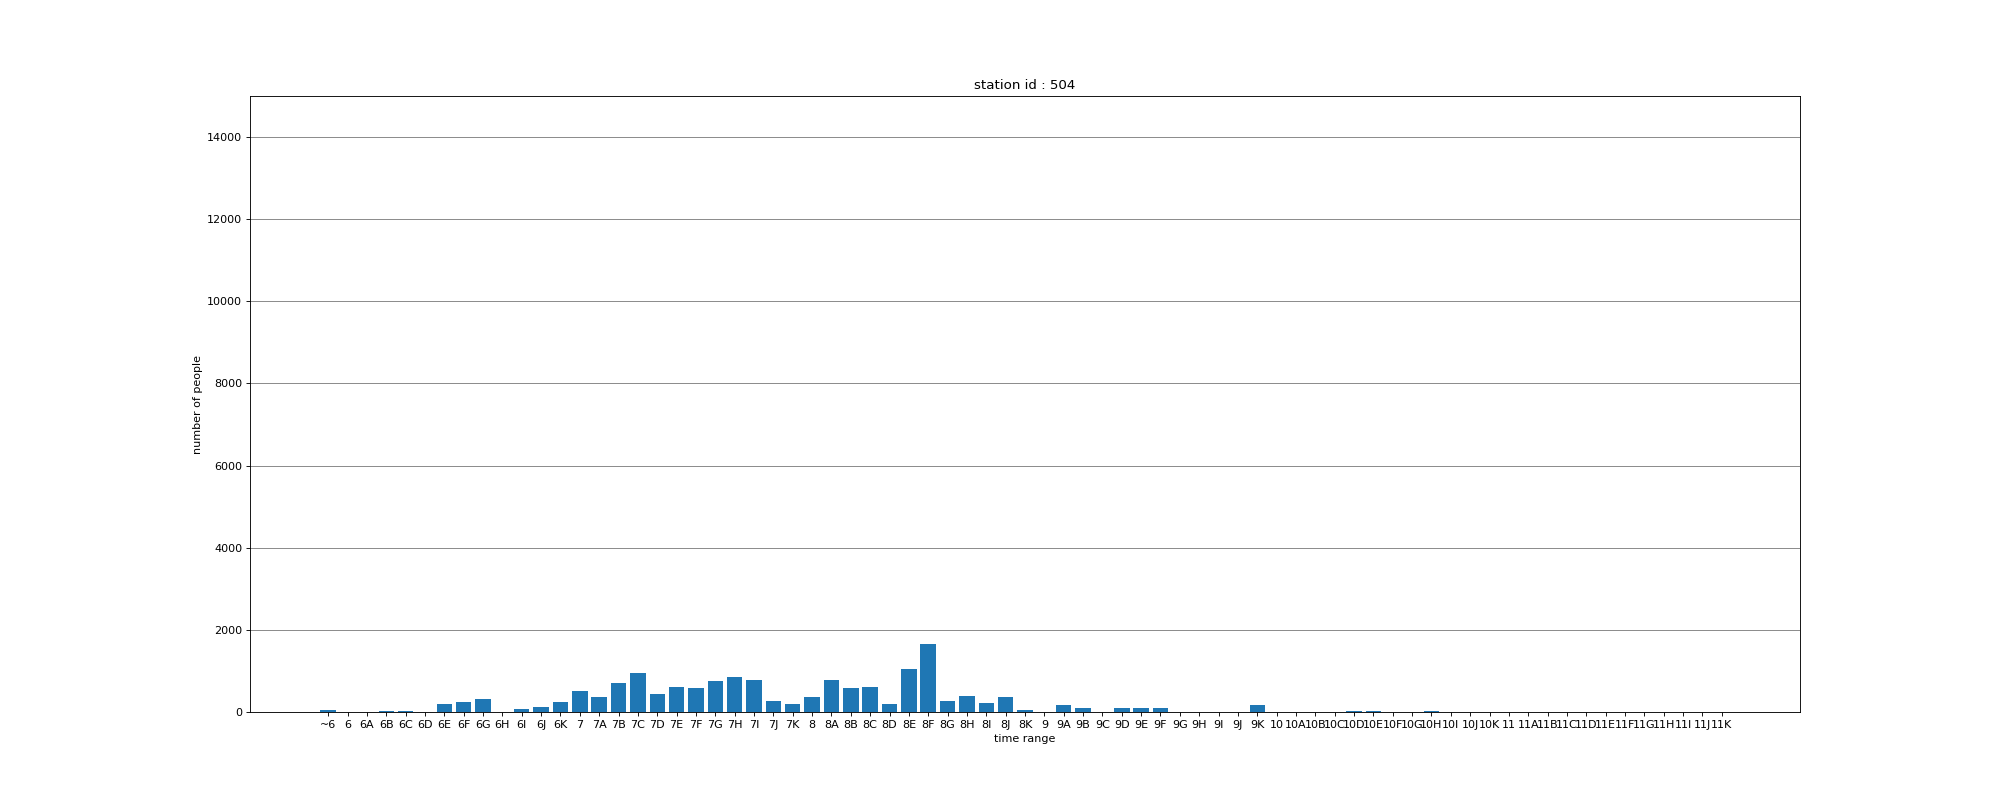 station id : 504
14000
12000
10000
8000
6000
4000
2000
0
number of people
~6 6 6A 6B 6C 6D 6E 6F 6G 6H 6I 6J 6K 7 7A 7B 7C 7D 7E 7F 7G 7H 7I 7J 7K 8 8A 8B 8C 8D 8E 8F 8G 8H 8I 8J 8K 9 9A 9B 9C 9D 9E 9F 9G 9H 9I 9J 9K 10 10A 10B 10C 10D 10E 10F 10G 10H 10I 10J 10K 11 11A 11B 11C 11D 11E 11F 11G 11H 11I 11J 11K
time range